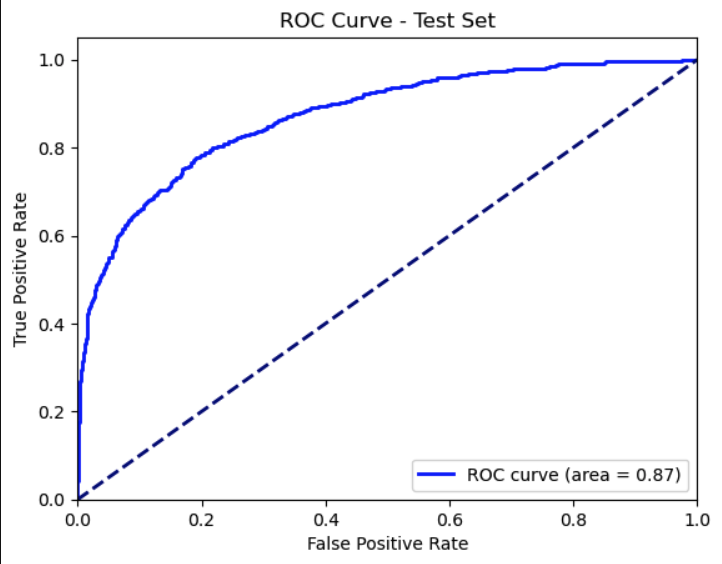 ROC Curve - Test Set
1.0
0.8
0.6
0.4
0.2
0.0
True Positive Rate
ROC curve (area = 0.87)
0.0 0.2 0.4 0.6 0.8 1.0
False Positive Rate